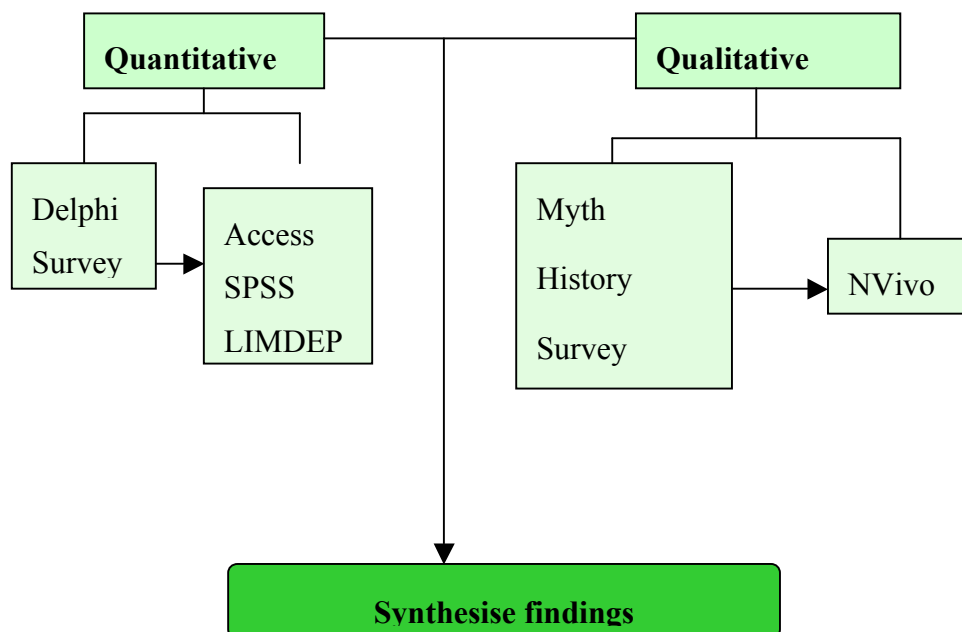 Quantitative
Qualitative
Delphi
Survey
Access
SPSS
LIMDEP
Myth
History
Survey
NVivo
Synthesise findings